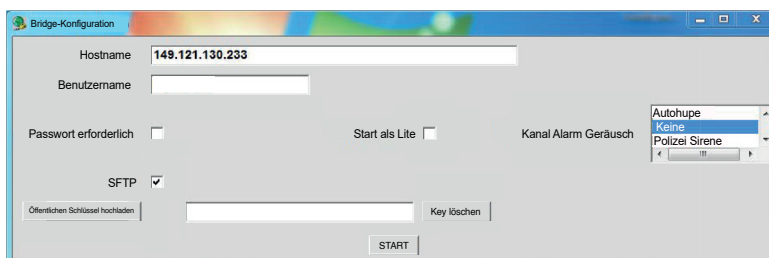 Bridge-Konfiguration
Hostname 149.121.130.233
Benutzername
Autohupe
Passwort erforderlich Start als Lite Kanal Alarm Geräusch Keine
Polizei Sirene
SFTP
Öffentlichen Schlüssel hochladen Key löschen
START